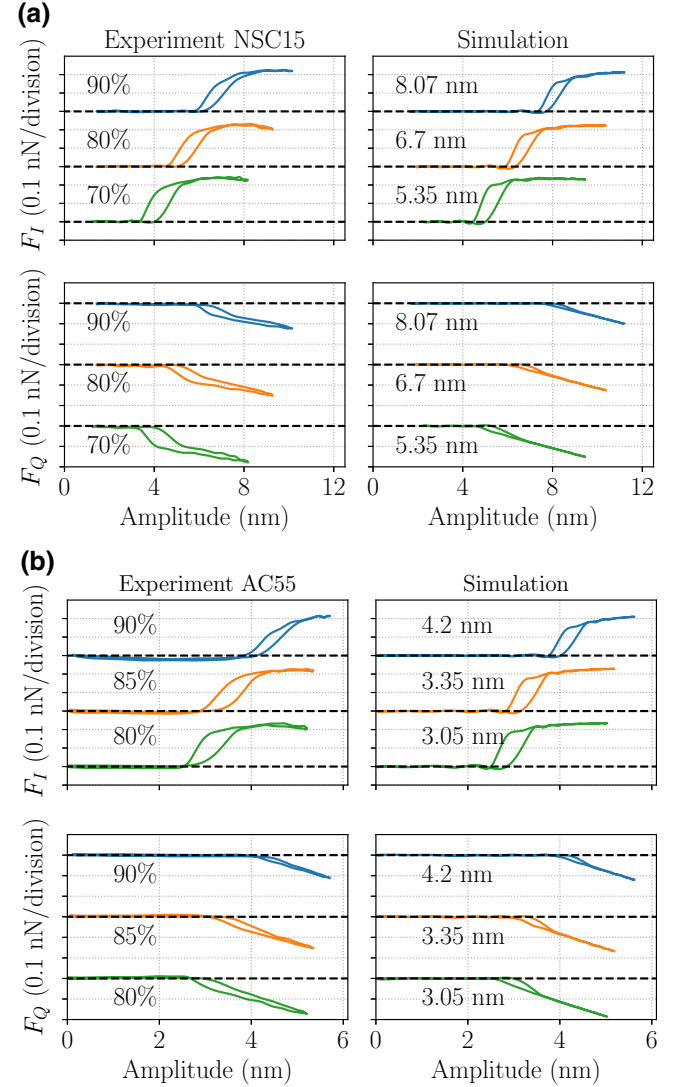 (a)
Experiment NSC15 Simulation
F_I (0.1 nN/division)
90% 8.07 nm
80% 6.7 nm
70% 5.35 nm
F_Q (0.1 nN/division)
90% 8.07 nm
80% 6.7 nm
70% 5.35 nm
0 4 8 12 4 8 12
Amplitude (nm) Amplitude (nm)
(b)
Experiment AC55 Simulation
F_I (0.1 nN/division)
90% 4.2 nm
85% 3.35 nm
80% 3.05 nm
F_Q (0.1 nN/division)
90% 4.2 nm
85% 3.35 nm
80% 3.05 nm
0 2 4 6 0 2 4 6
Amplitude (nm) Amplitude (nm)